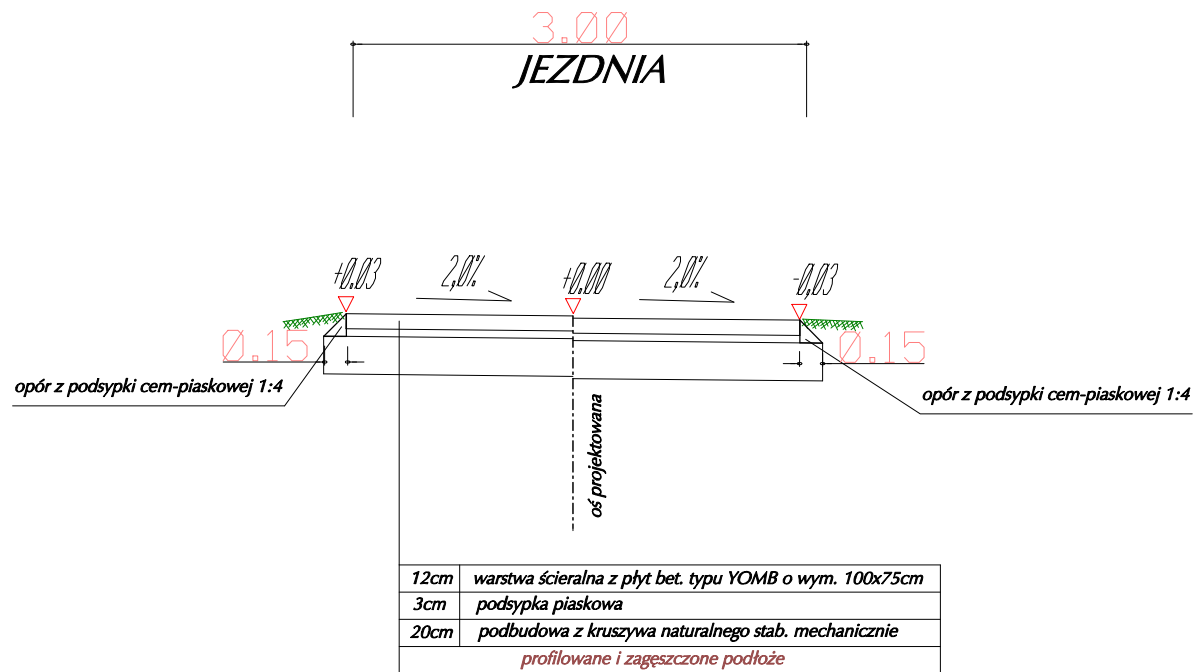 3.00
JEZDNIA
+0.03 2,0% +0.00 2,0% -0,03
0.15 0.15
opór z podsypki cem-piaskowej 1:4
opór z podsypki cem-piaskowej 1:4
oś projektowana
12cm warstwa ścieralna z płyt bet. typu YOMB o wym. 100x75cm
3cm podsypka piaskowa
20cm podbudowa z kruszywa naturalnego stab. mechanicznie
profilowane i zagęszczone podłoże